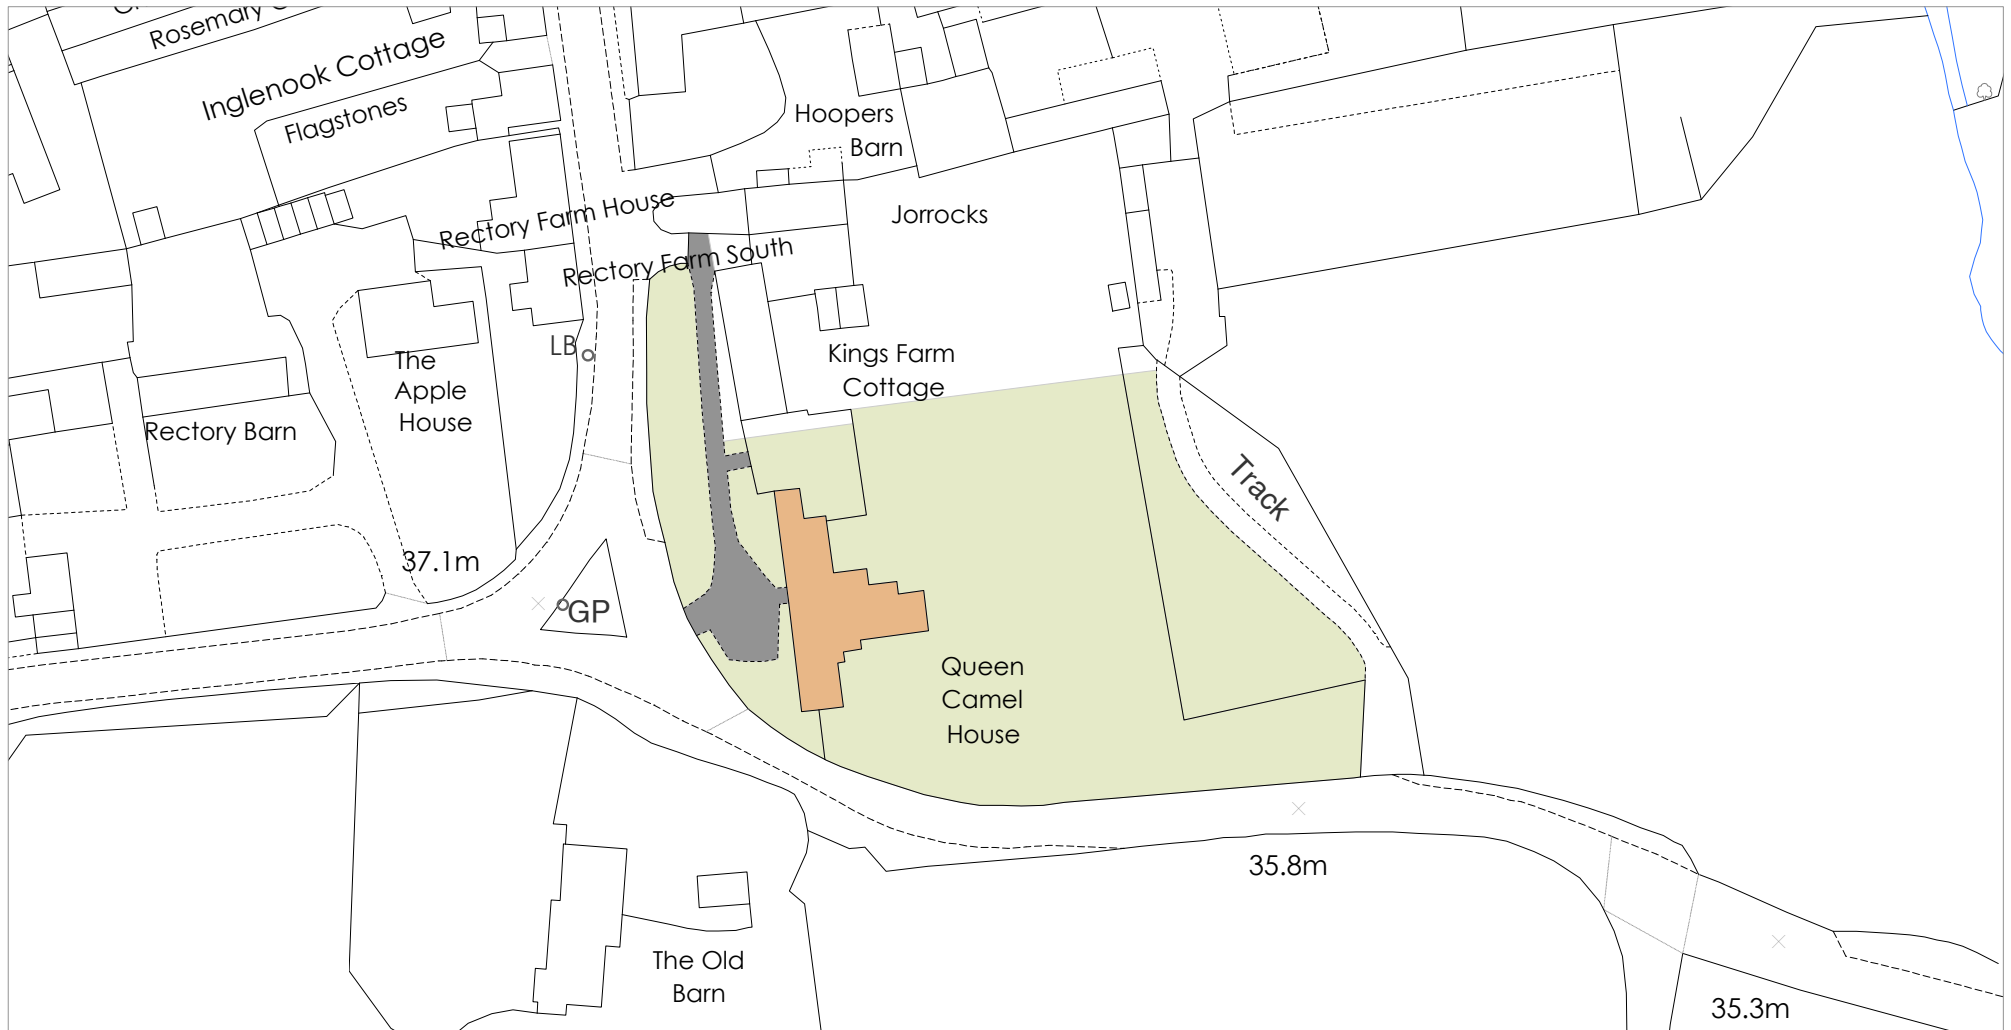 Rosemary
Inglenook Cottage
Flagstones
Hoopers
Barn
Rectory Farm House
Jorrocks
Rectory Farm South
LB
The
Apple
House
Kings Farm
Cottage
Rectory Barn
Track
37.1m
GP
Queen
Camel
House
35.8m
The Old
Barn
35.3m